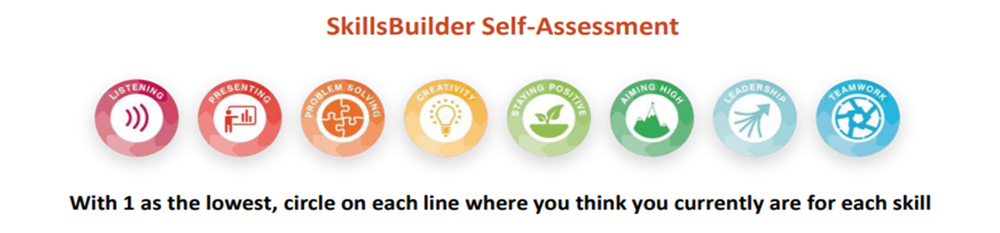 SkillsBuilder Self-Assessment
LISTENING
PRESENTING
PROBLEM SOLVING
CREATIVITY
STAYING POSITIVE
AIMING HIGH
LEADERSHIP
TEAMWORK
With 1 as the lowest, circle on each line where you think you currently are for each skill